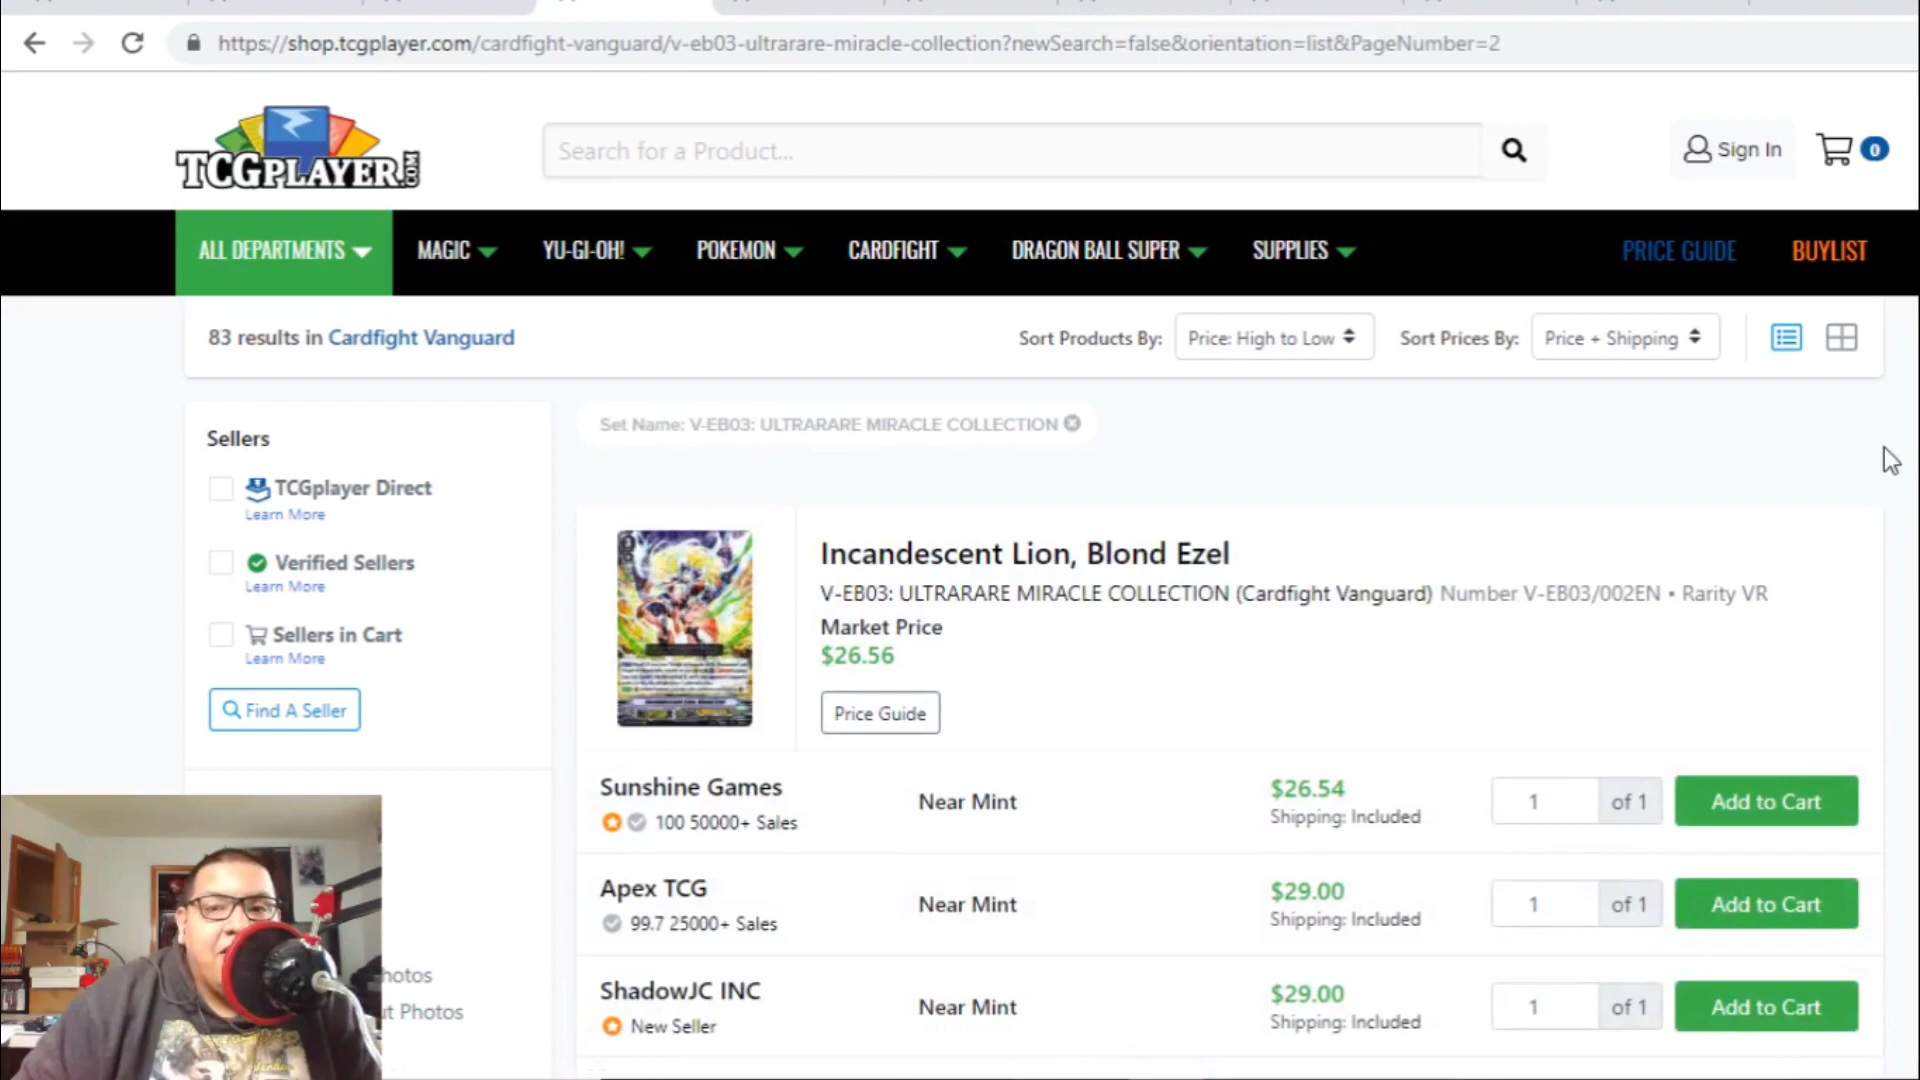 https://shop.tcgplayer.com/cardfight-vanguard/v-eb03-ultrarare-miracle-collection?newSearch=false&orientation=list&PageNumber=2
TCGPLAYER.COM
Search for a Product...
Sign In
0
ALL DEPARTMENTS
MAGIC
YU-GI-OH!
POKEMON
CARDFIGHT
DRAGON BALL SUPER
SUPPLIES
PRICE GUIDE
BUYLIST
83 results in Cardfight Vanguard
Sort Products By: Price: High to Low
Sort Prices By: Price + Shipping
Sellers
TCGplayer Direct
Learn More
Verified Sellers
Learn More
Sellers in Cart
Learn More
Find A Seller
hotos
ut Photos
Set Name: V-EB03: ULTRARARE MIRACLE COLLECTION
Incandescent Lion, Blond Ezel
V-EB03: ULTRARARE MIRACLE COLLECTION (Cardfight Vanguard) Number V-EB03/002EN • Rarity VR
Market Price
$26.56
Price Guide
Sunshine Games
100 50000+ Sales
Near Mint
$26.54
Shipping: Included
1 of 1
Add to Cart
Apex TCG
99.7 25000+ Sales
Near Mint
$29.00
Shipping: Included
1 of 1
Add to Cart
ShadowJC INC
New Seller
Near Mint
$29.00
Shipping: Included
1 of 1
Add to Cart